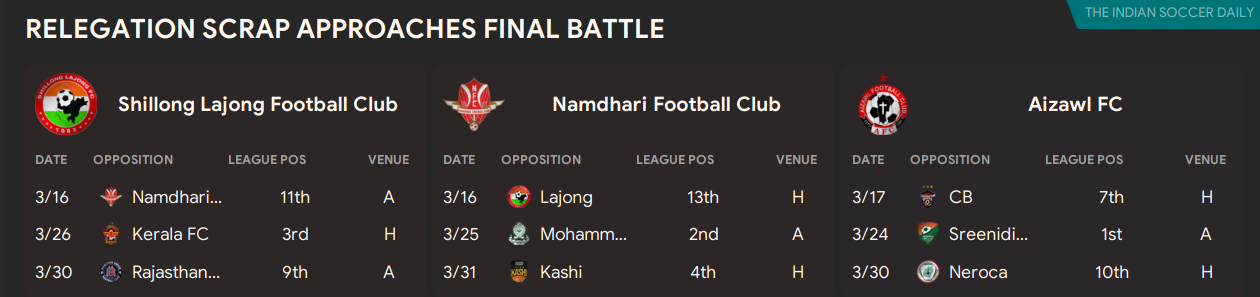 THE INDIAN SOCCER DAILY
RELEGATION SCRAP APPROACHES FINAL BATTLE
Shillong Lajong Football Club
DATE OPPOSITION LEAGUE POS VENUE
3/16 Namdhari... 11th A
3/26 Kerala FC 3rd H
3/30 Rajasthan... 9th A
Namdhari Football Club
DATE OPPOSITION LEAGUE POS VENUE
3/16 Lajong 13th H
3/25 Mohamm... 2nd A
3/31 Kashi 4th H
Aizawl FC
DATE OPPOSITION LEAGUE POS VENUE
3/17 CB 7th H
3/24 Sreenidi... 1st A
3/30 Neroca 10th H
SHILLONG LAJONG FC
1983
NFC
AIZAWL FOOTBALL CLUB
AFC
KASHI